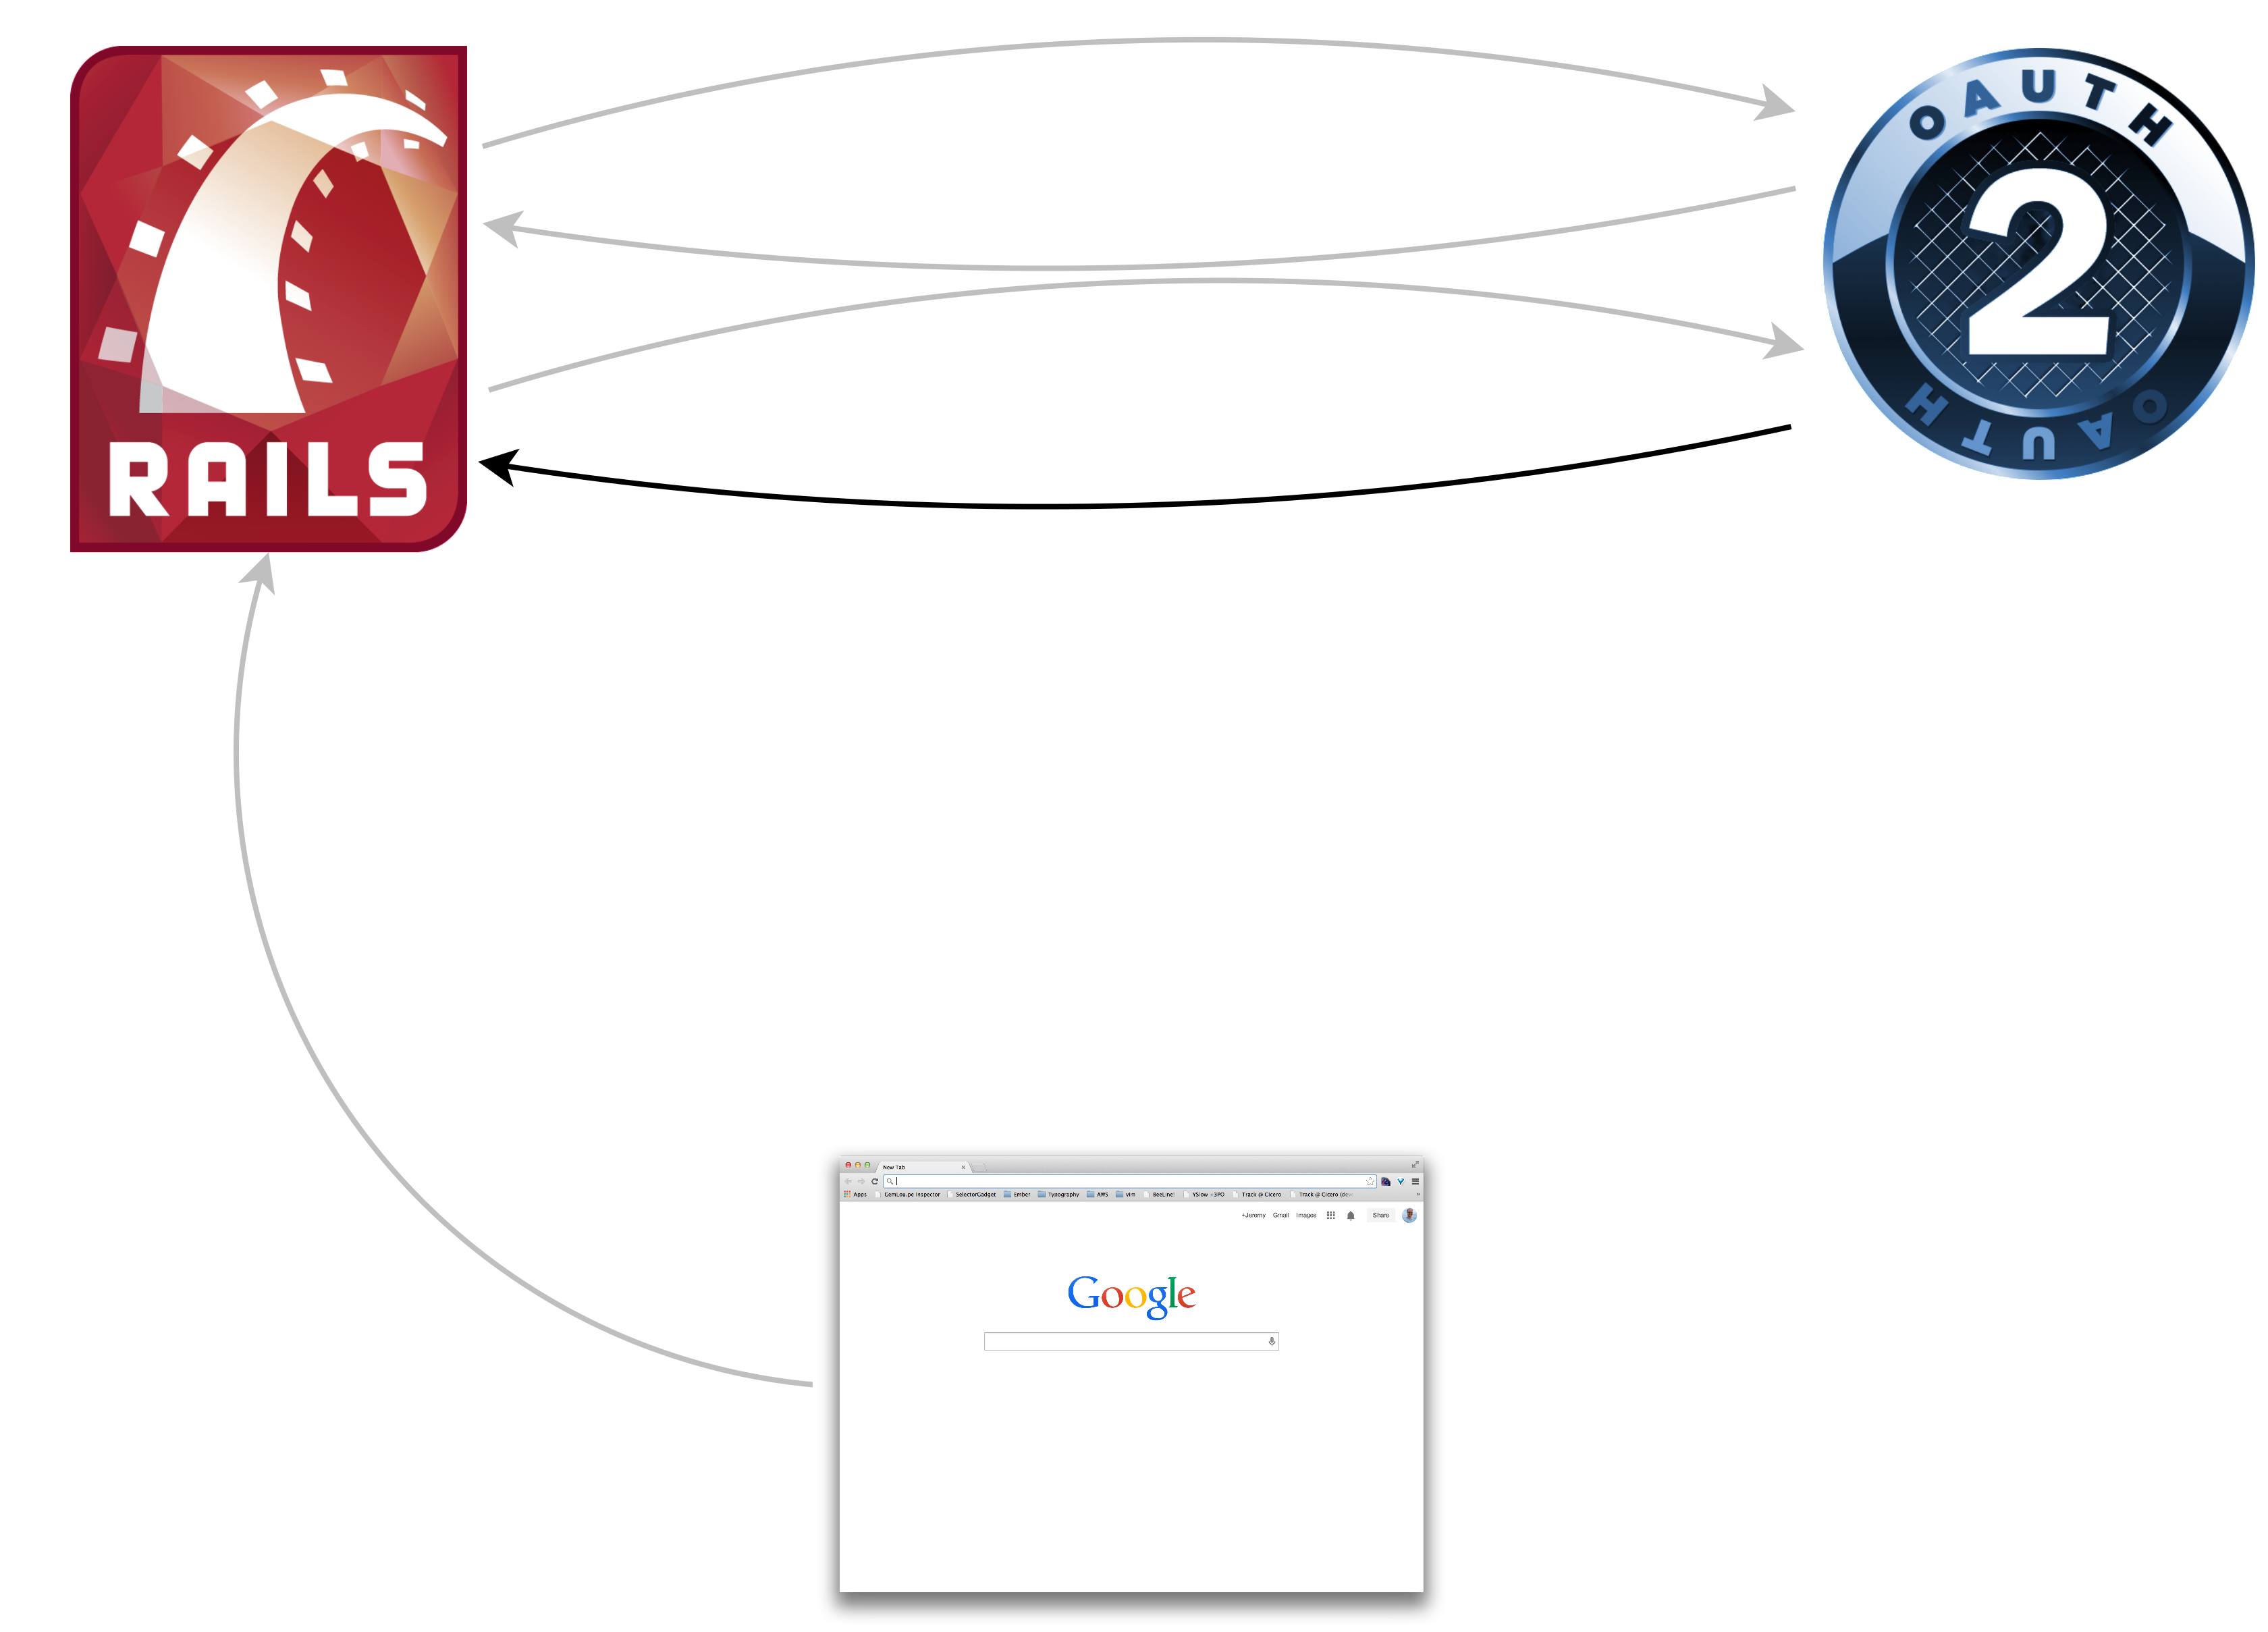 RAILS
OAUTH
2
OAUTH
New Tab
Apps GemLou.pe Inspector SelectorGadget Ember Typography AWS vim BeeLine! YSlow +3PO Track @ Cicero Track @ Cicero (dev
+Jeremy Gmail Images Share
Google